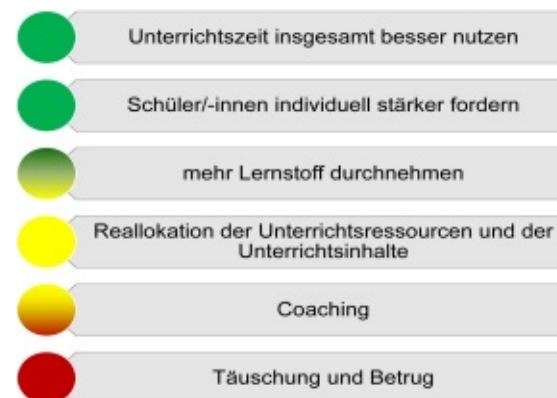 Unterrichtszeit insgesamt besser nutzen
Schüler/-innen individuell stärker fordern
mehr Lernstoff durchnehmen
Reallokation der Unterrichtsressourcen und der
Unterrichtsinhalte
Coaching
Täuschung und Betrug